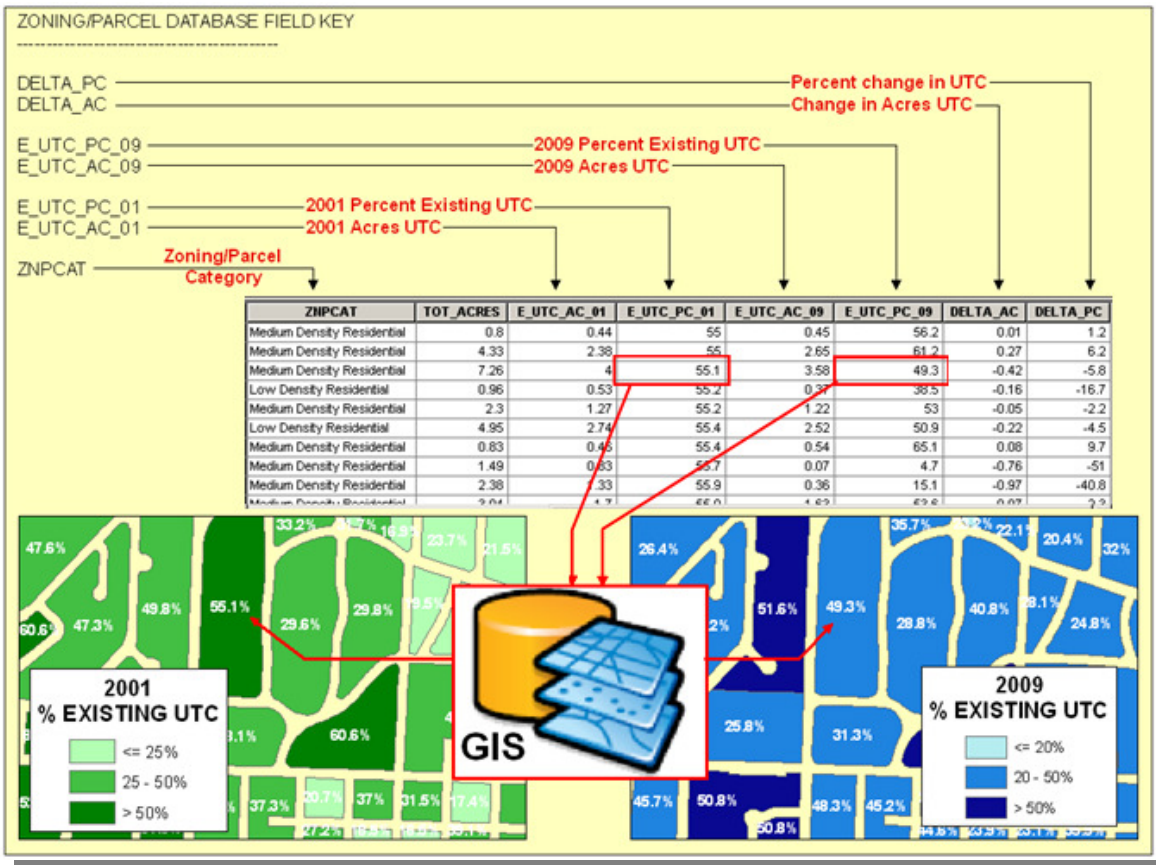 ZONING/PARCEL DATABASE FIELD KEY
--------------------------------------------
DELTA_PC Percent change in UTC
DELTA_AC Change in Acres UTC
E_UTC_PC_09 2009 Percent Existing UTC
E_UTC_AC_09 2009 Acres UTC
E_UTC_PC_01 2001 Percent Existing UTC
E_UTC_AC_01 2001 Acres UTC
ZNPCAT Zoning/Parcel
Category
ZNPCAT TOT_ACRES E_UTC_AC_01 E_UTC_PC_01 E_UTC_AC_09 E_UTC_PC_09 DELTA_AC DELTA_PC
Medium Density Residential 0.8 0.44 55 0.45 56.2 0.01 1.2
Medium Density Residential 4.33 2.38 55 2.65 61.2 0.27 6.2
Medium Density Residential 7.26 4 55.1 3.58 49.3 -0.42 -5.8
Low Density Residential 0.96 0.53 55.2 0.37 38.5 -0.16 -16.7
Medium Density Residential 2.3 1.27 55.2 1.22 53 -0.05 -2.2
Low Density Residential 4.95 2.74 55.4 2.52 50.9 -0.22 -4.5
Medium Density Residential 0.83 0.46 55.4 0.54 65.1 0.08 9.7
Medium Density Residential 1.49 0.83 55.7 0.07 4.7 -0.76 -51
Medium Density Residential 2.38 1.33 55.9 0.36 15.1 -0.97 -40.8
33.2% 23.7% 21.5%
47.6%
49.8% 55.1% 29.8%
60.6% 47.3% 29.6%
2001
% EXISTING UTC
<= 25%
25 - 50%
> 50%
60.6%
37.3% 20.7% 37% 31.5% 17.4%
27.2%
GIS
35.7% 22.1% 20.4% 32%
26.4%
51.6% 49.3% 40.8%
28.8% 24.8%
2009
% EXISTING UTC
<= 20%
20 - 50%
> 50%
25.8% 31.3%
45.7% 50.8% 48.3% 45.2%
50.8%